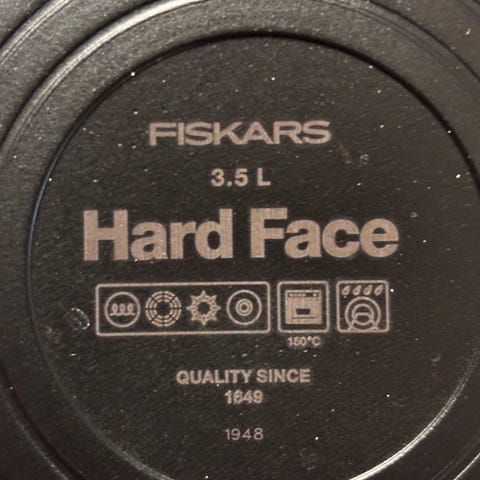 FISKARS
3.5 L
Hard Face
150°C
QUALITY SINCE
1649
1948